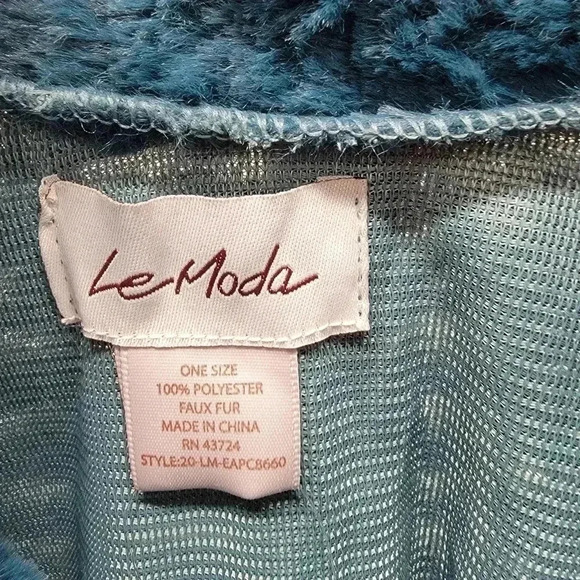 Le Moda
ONE SIZE
100% POLYESTER
FAUX FUR
MADE IN CHINA
RN 43724
STYLE:20-LM-EAPC8660